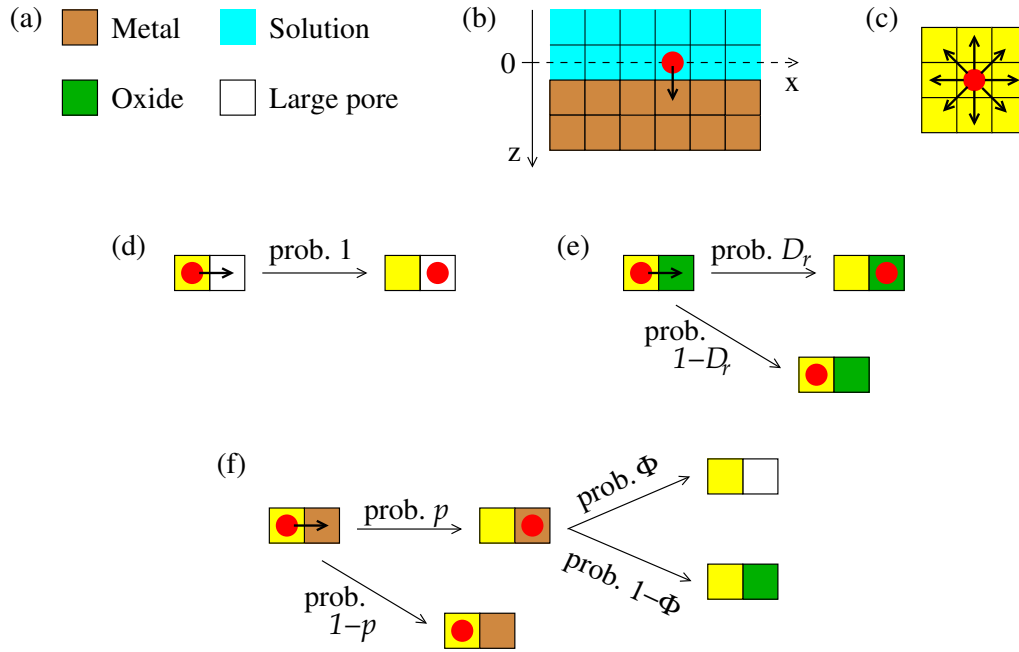 (a) Metal Solution
Oxide Large pore
(b)
0
x
z
(c)
(d)
prob. 1
(e)
prob. D_r
prob.
1–D_r
(f)
prob. p
prob.
1–p
prob. Φ
prob. 1–Φ